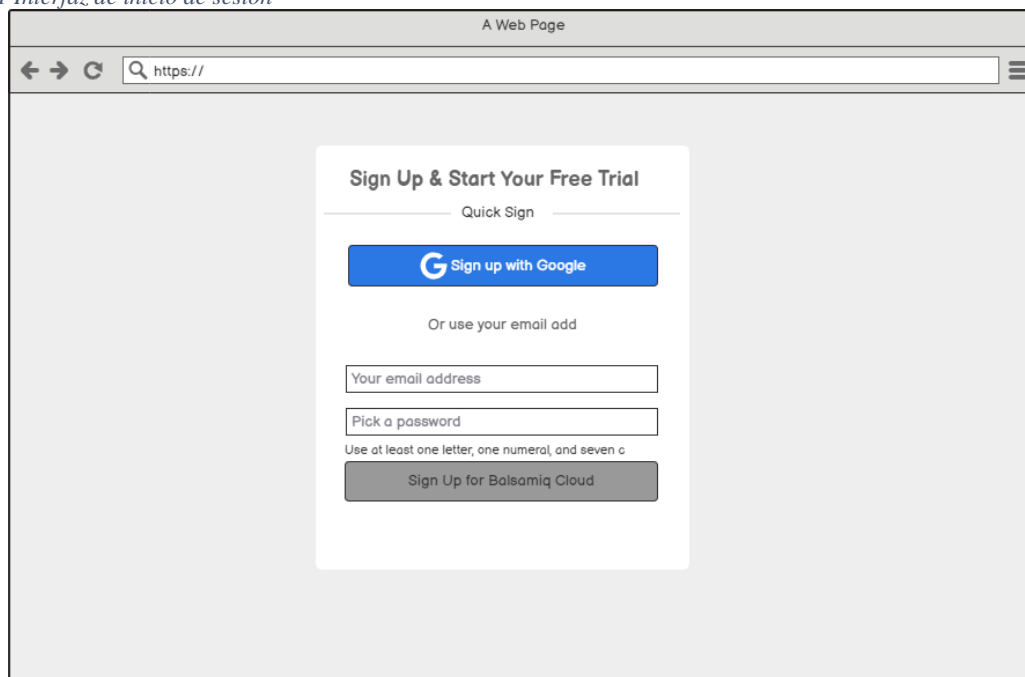 Interfaz de inicio de sesión
A Web Page
https://
Sign Up & Start Your Free Trial
Quick Sign
Sign up with Google
Or use your email add
Your email address
Pick a password
Use at least one letter, one numeral, and seven c
Sign Up for Balsamiq Cloud